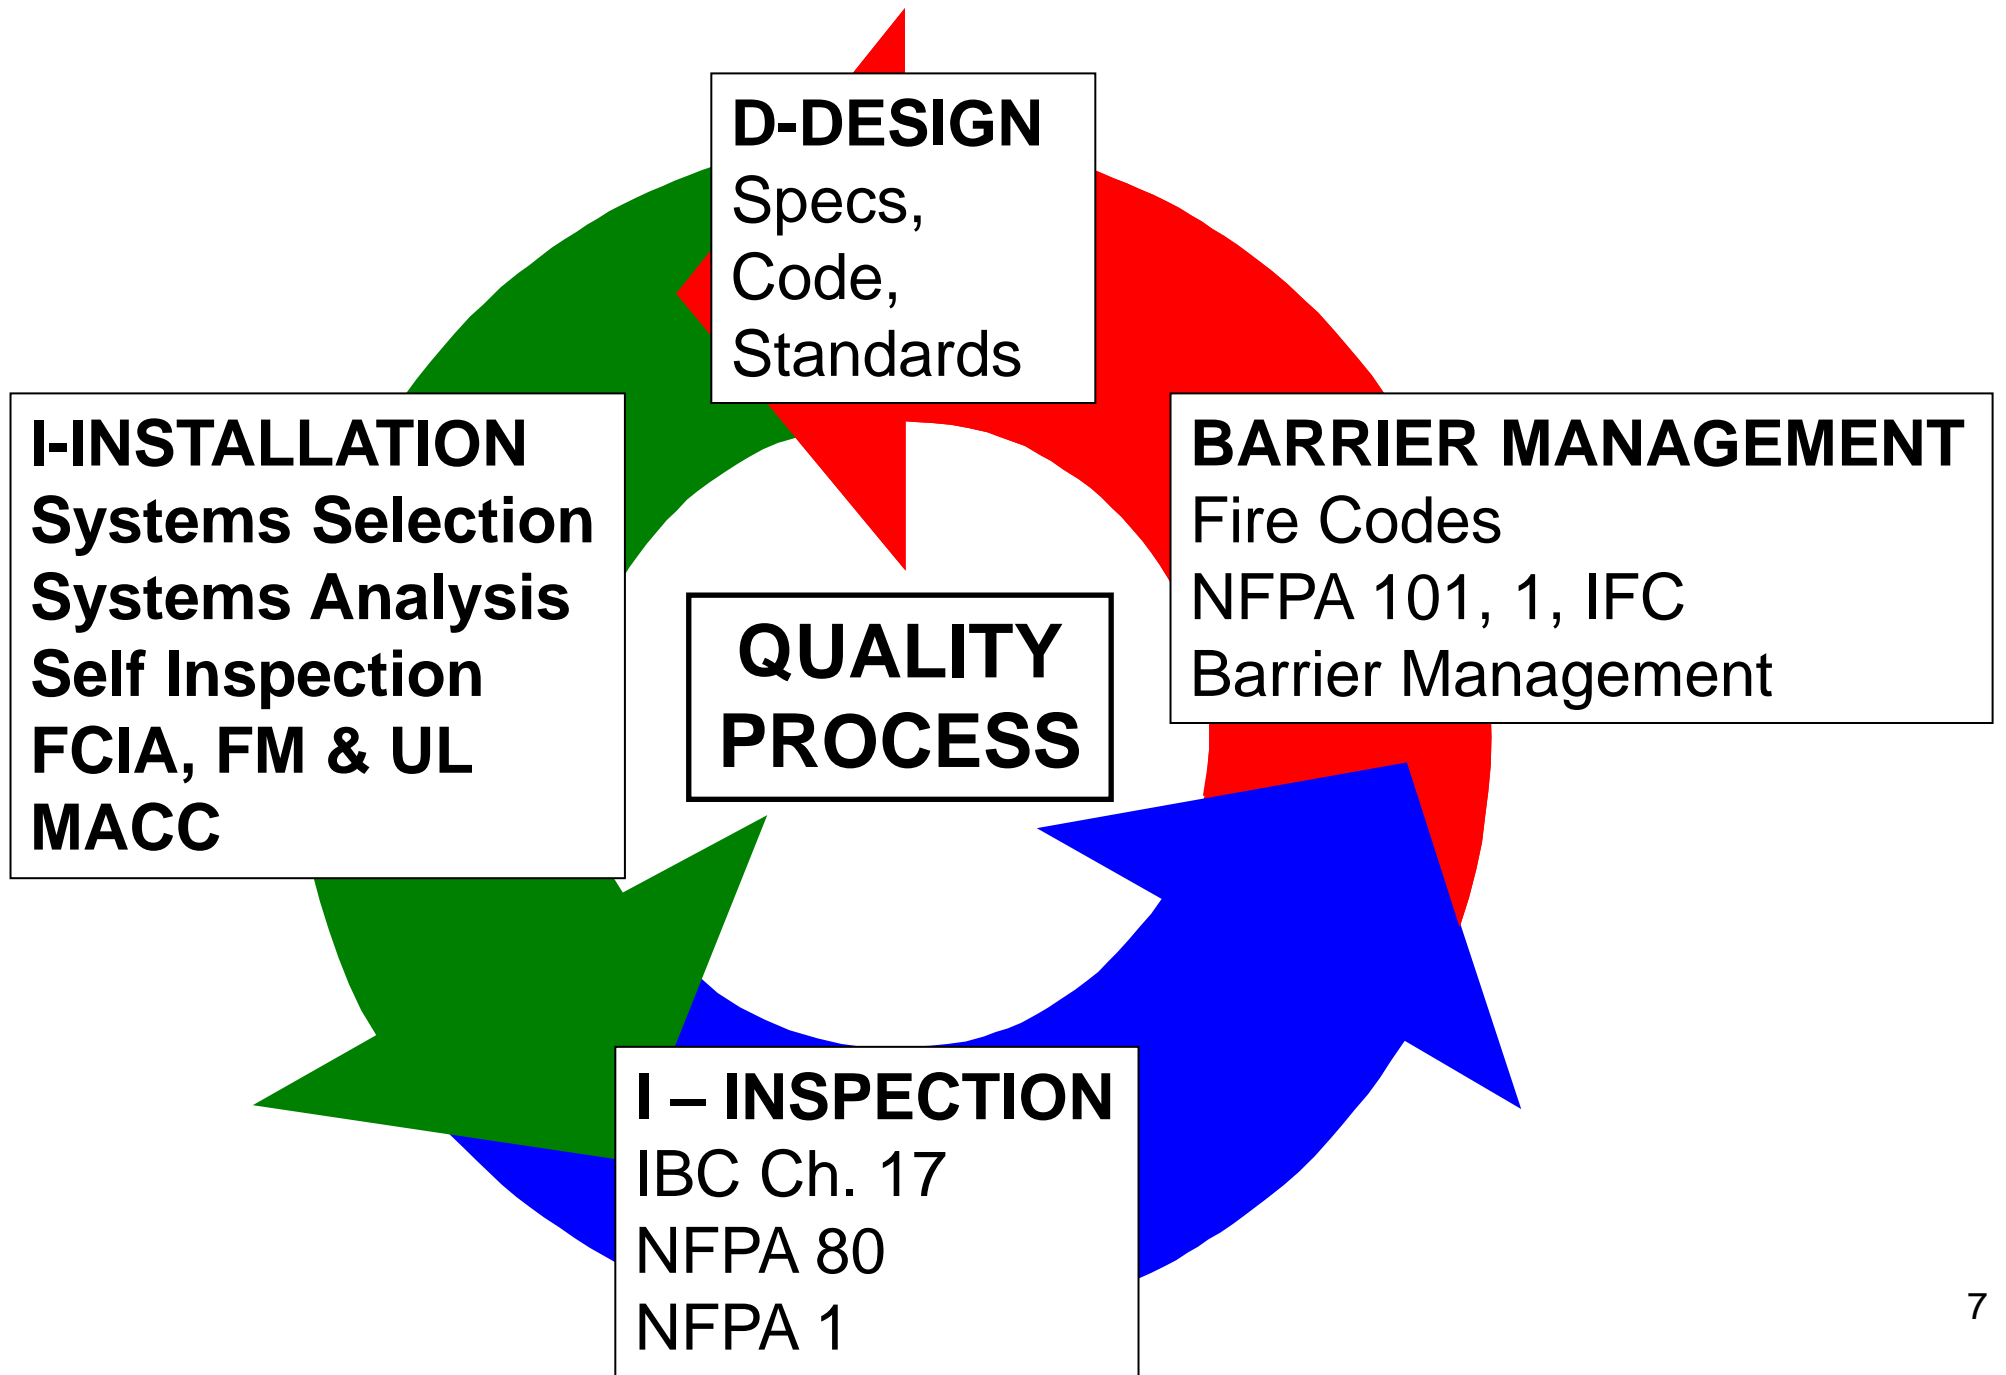 D-DESIGN
Specs,
Code,
Standards
I-INSTALLATION
Systems Selection
Systems Analysis
Self Inspection
FCIA, FM & UL
MACC
BARRIER MANAGEMENT
Fire Codes
NFPA 101, 1, IFC
Barrier Management
QUALITY
PROCESS
I – INSPECTION
IBC Ch. 17
NFPA 80
NFPA 1
7